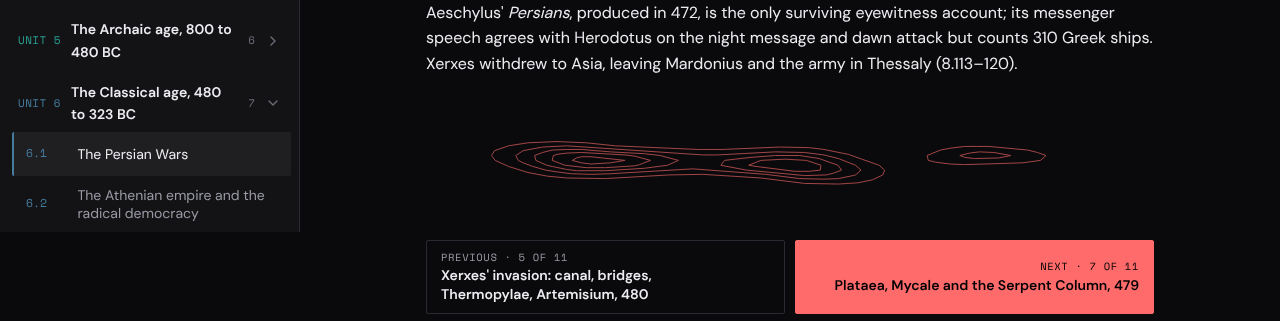 UNIT 5
The Archaic age, 800 to
480 BC
6
UNIT 6
The Classical age, 480
to 323 BC
7
6.1
The Persian Wars
6.2
The Athenian empire and the
radical democracy
Aeschylus' Persians, produced in 472, is the only surviving eyewitness account; its messenger
speech agrees with Herodotus on the night message and dawn attack but counts 310 Greek ships.
Xerxes withdrew to Asia, leaving Mardonius and the army in Thessaly (8.113–120).
PREVIOUS · 5 OF 11
Xerxes' invasion: canal, bridges,
Thermopylae, Artemisium, 480
NEXT · 7 OF 11
Plataea, Mycale and the Serpent Column, 479